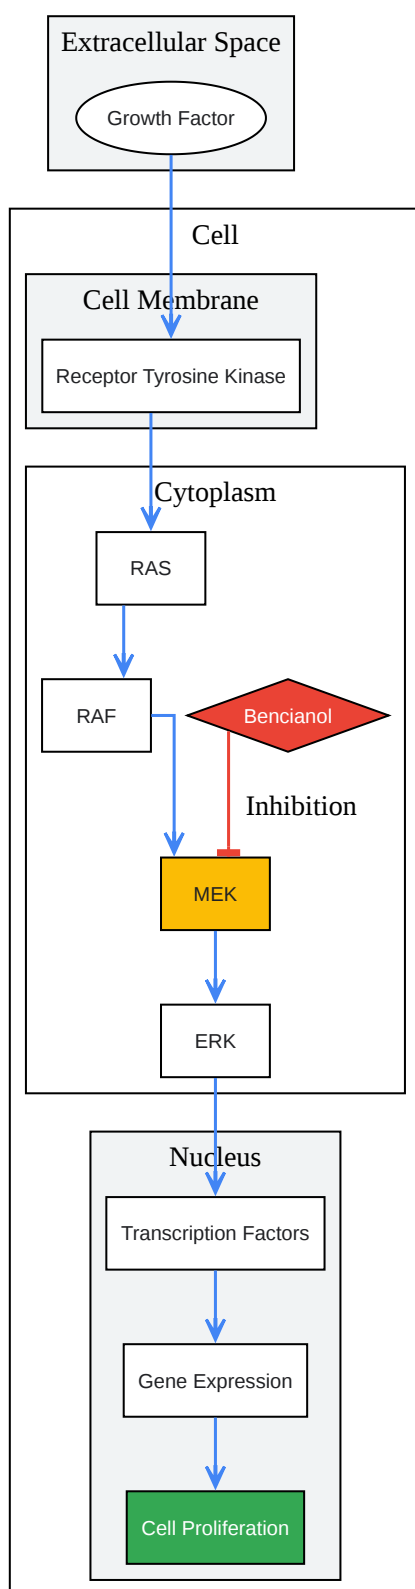 Extracellular Space
Growth Factor
Cell
Cell Membrane
Receptor Tyrosine Kinase
Cytoplasm
RAS
RAF
Bencianol
Inhibition
MEK
ERK
Nucleus
Transcription Factors
Gene Expression
Cell Proliferation